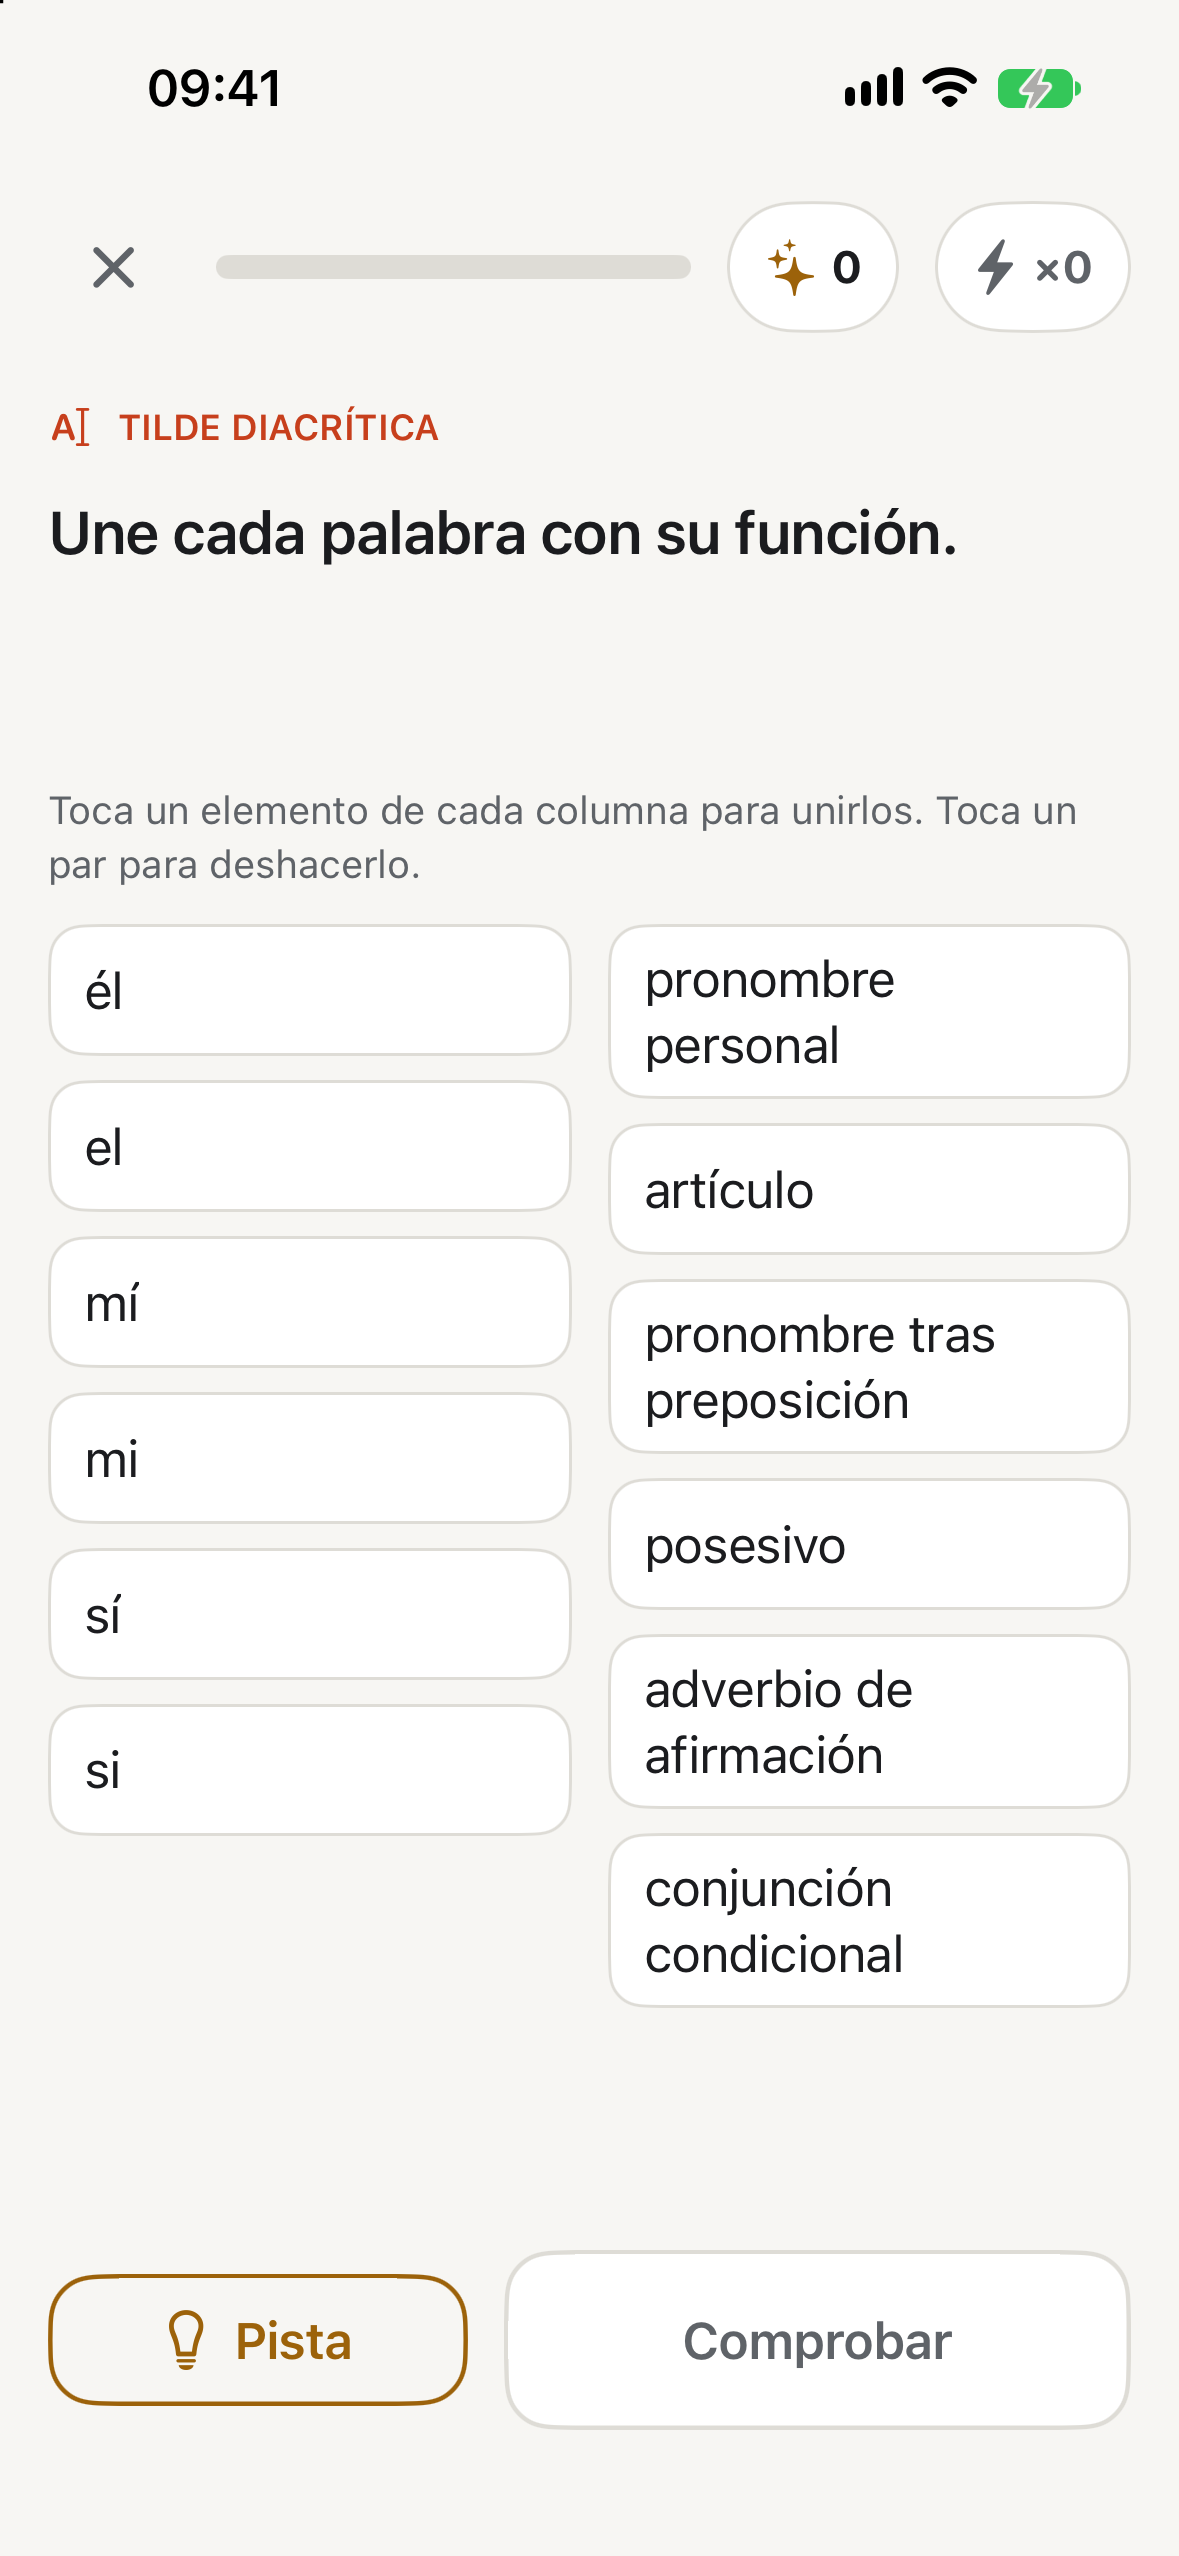 09:41
0
×0
TILDE DIACRÍTICA
Une cada palabra con su función.
Toca un elemento de cada columna para unirlos. Toca un
par para deshacerlo.
él
el
mí
mi
sí
si
pronombre
personal
artículo
pronombre tras
preposición
posesivo
adverbio de
afirmación
conjunción
condicional
Pista
Comprobar